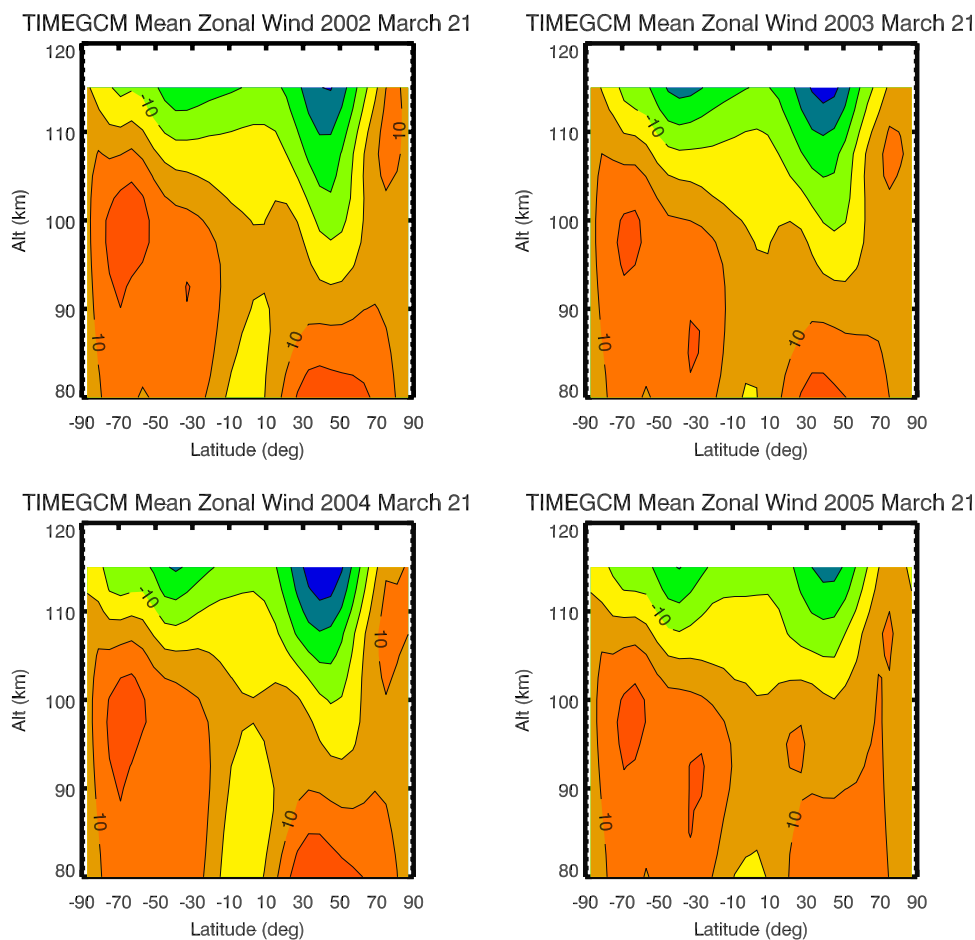 TIMEGCM Mean Zonal Wind 2002 March 21
120
110
100
90
80
Alt (km)
-10
10
10
10
-90 -70 -50 -30 -10 10 30 50 70 90
Latitude (deg)
TIMEGCM Mean Zonal Wind 2003 March 21
120
110
100
90
80
Alt (km)
-10
10
10
-90 -70 -50 -30 -10 10 30 50 70 90
Latitude (deg)
TIMEGCM Mean Zonal Wind 2004 March 21
120
110
100
90
80
Alt (km)
-10
10
10
10
-90 -70 -50 -30 -10 10 30 50 70 90
Latitude (deg)
TIMEGCM Mean Zonal Wind 2005 March 21
120
110
100
90
80
Alt (km)
-10
10
10
-90 -70 -50 -30 -10 10 30 50 70 90
Latitude (deg)